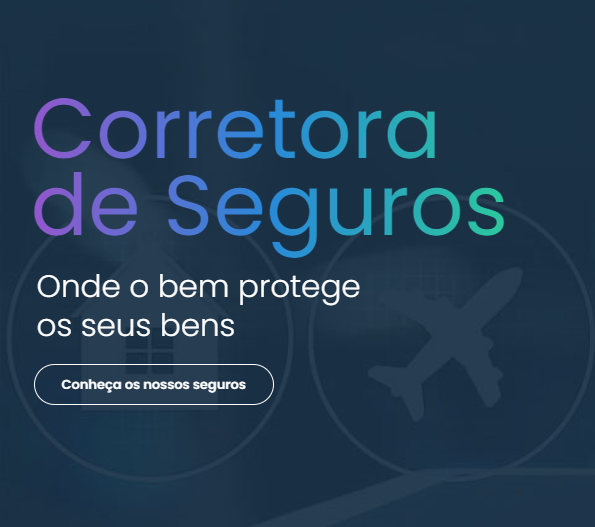 Corretora
de Seguros
Onde o bem protege
os seus bens
Conheça os nossos seguros